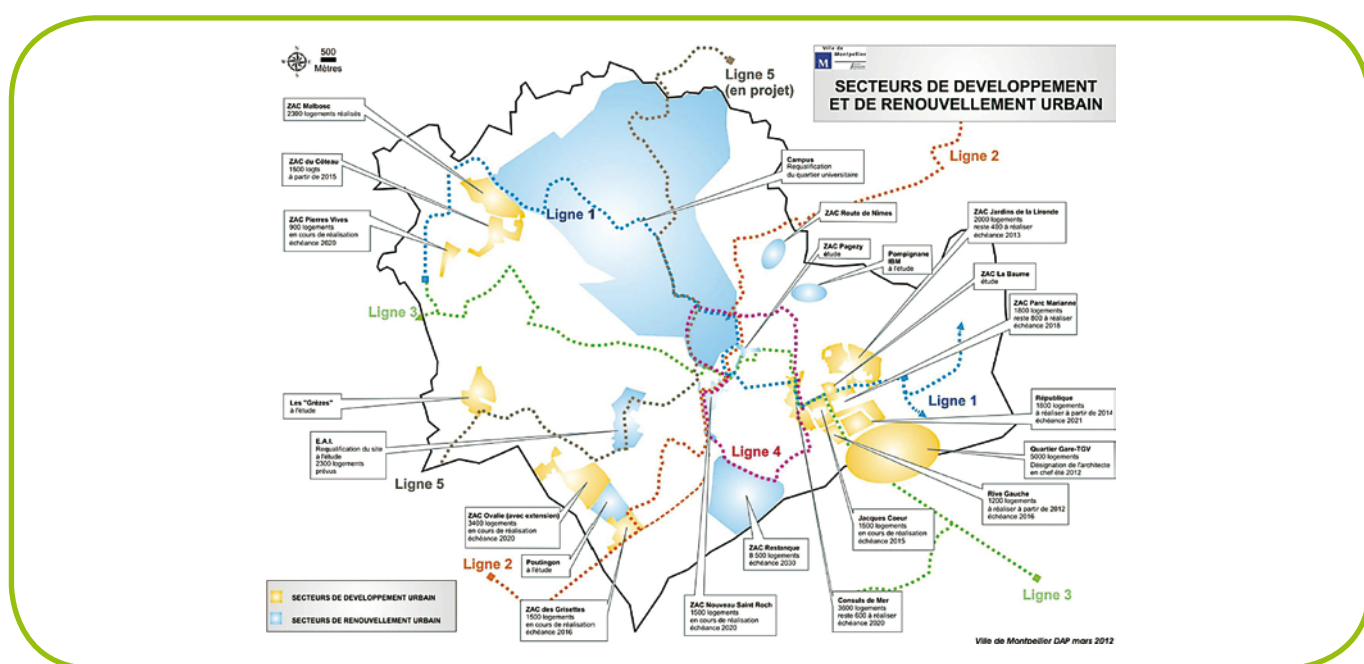 500
Mètres
Ville de
Montpellier
M
SECTEURS DE DEVELOPPEMENT
ET DE RENOUVELLEMENT URBAIN
Ligne 5
(en projet)
Ligne 2
ZAC Malbosc
2300 logements réalisés
ZAC du Côteau
1500 logts
à partir de 2015
ZAC Pierres Vives
900 logements
en cours de réalisation
échéance 2020
Ligne 1
Campus
Requalification
du quartier universitaire
ZAC Route de Nîmes
ZAC Pagezy
étude
Pompignane
IBM
à l'étude
ZAC Jardins de la Lironde
2000 logements
reste 400 à réaliser
échéance 2013
ZAC La Baume
étude
ZAC Parc Marianne
1800 logements
reste 800 à réaliser
échéance 2018
Ligne 3
Ligne 1
Les "Grèzes"
à l'étude
République
1800 logements
à réaliser à partir de 2014
échéance 2021
E.A.I.
Requalification du site
à l'étude
2300 logements
prévus
Ligne 4
Quartier Gare-TGV
5000 logements
Désignation de l'architecte
en chef été 2012
Ligne 5
Rive Gauche
1200 logements
à réaliser à partir de 2012
échéance 2016
ZAC Ovalie (avec extension)
3400 logements
en cours de réalisation
échéance 2020
Jacques Coeur
1500 logements
en cours de réalisation
échéance 2015
Poutingon
à l'étude
ZAC Restanque
8 500 logements
échéance 2030
Ligne 2
Ligne 3
ZAC des Grisettes
1500 logements
en cours de réalisation
échéance 2016
ZAC Nouveau Saint Roch
1500 logements
en cours de réalisation
échéance 2020
Consuls de Mer
3600 logements
reste 600 à réaliser
échéance 2020
SECTEURS DE DEVELOPPEMENT URBAIN
SECTEURS DE RENOUVELLEMENT URBAIN
Ville de Montpellier DAP mars 2012